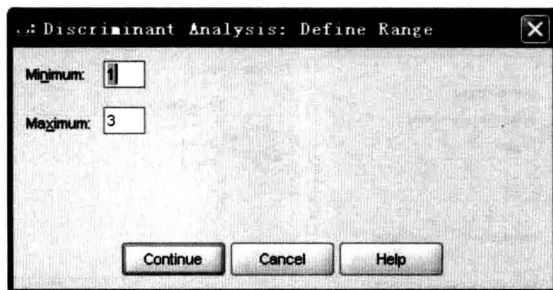 Discriminant Analysis: Define Range
Minimum: 1
Maximum: 3
Continue Cancel Help